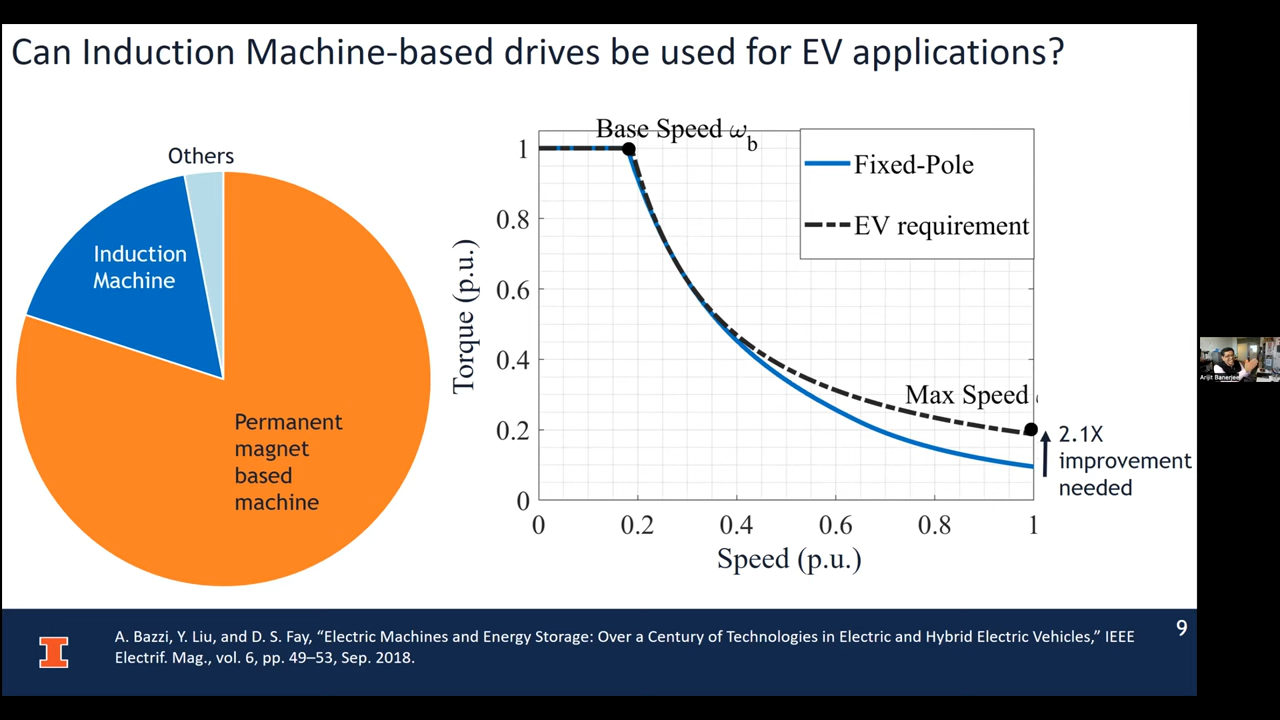 Can Induction Machine-based drives be used for EV applications?
Others
Induction
Machine
Permanent
magnet
based
machine
Base Speed ω_b
Fixed-Pole
EV requirement
Max Speed
2.1X
improvement
needed
Torque (p.u.)
1
0.8
0.6
0.4
0.2
0
0
0.2
0.4
0.6
0.8
1
Speed (p.u.)
A. Bazzi, Y. Liu, and D. S. Fay, “Electric Machines and Energy Storage: Over a Century of Technologies in Electric and Hybrid Electric Vehicles,” IEEE
Electrif. Mag., vol. 6, pp. 49–53, Sep. 2018.
9
Arijit Banerjee